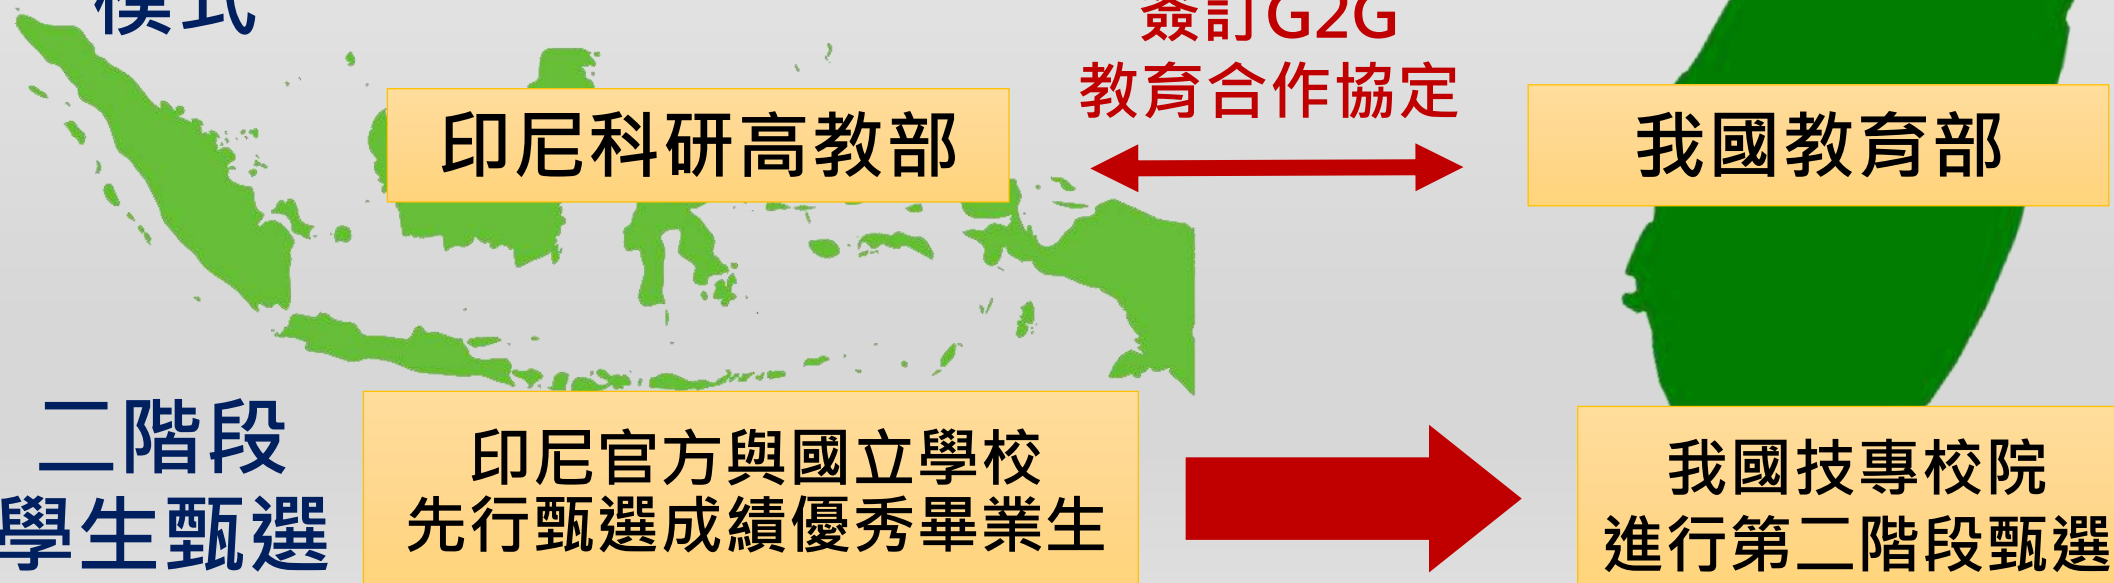 模式
簽訂G2G
教育合作協定
印尼科研高教部
我國教育部
二階段
學生甄選
印尼官方與國立學校
先行甄選成績優秀畢業生
我國技專校院
進行第二階段甄選